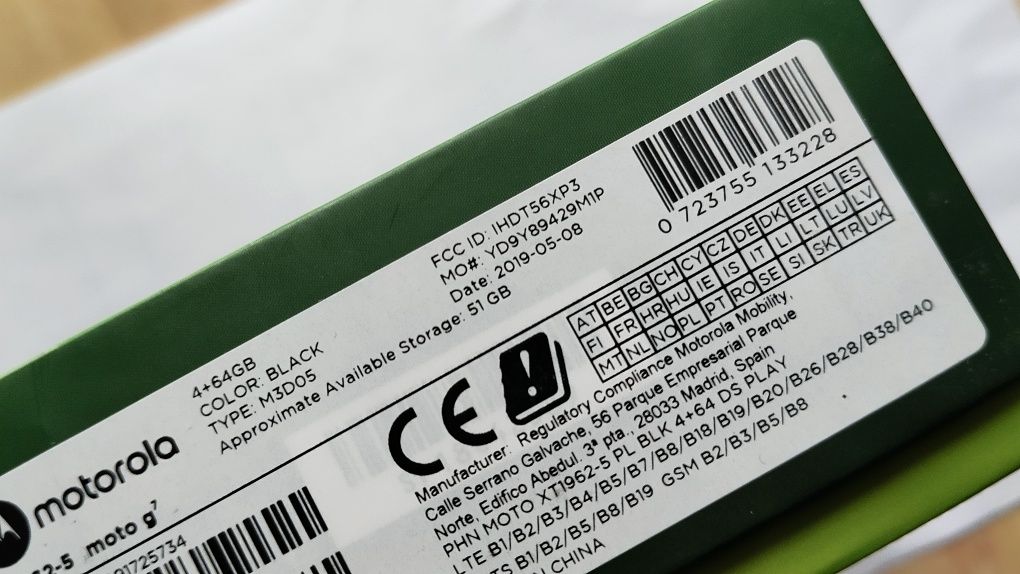 FCC ID: IHDT56XP3
MO#: YD9Y89429M1P
Date: 2019-05-08
0 723755 133228
4+64GB
COLOR: BLACK
TYPE: M3D05
Approximate Available Storage: 51 GB
AT BE BG CH CY CZ DE DK EE EL ES
FI FR HR HU IE IS IT LI LT LU LV
MT NL NO PL PT RO SE SI SK TR UK
CE
motorola
2-5 moto g7
91725734
Manufacturer: Regulatory Compliance Motorola Mobility,
Calle Serrano Galvache, 56 Parque Empresarial Parque
Norte, Edifico Abedul, 3ª pta., 28033 Madrid, Spain
PHN MOTO XT1962-5 PL BLK 4+64 DS PLAY
LTE B1/B2/B3/B4/B5/B7/B8/B18/B19/B20/B26/B28/B38/B40
TS B1/B2/B5/B8/B19 GSM B2/B3/B5/B8
CHINA